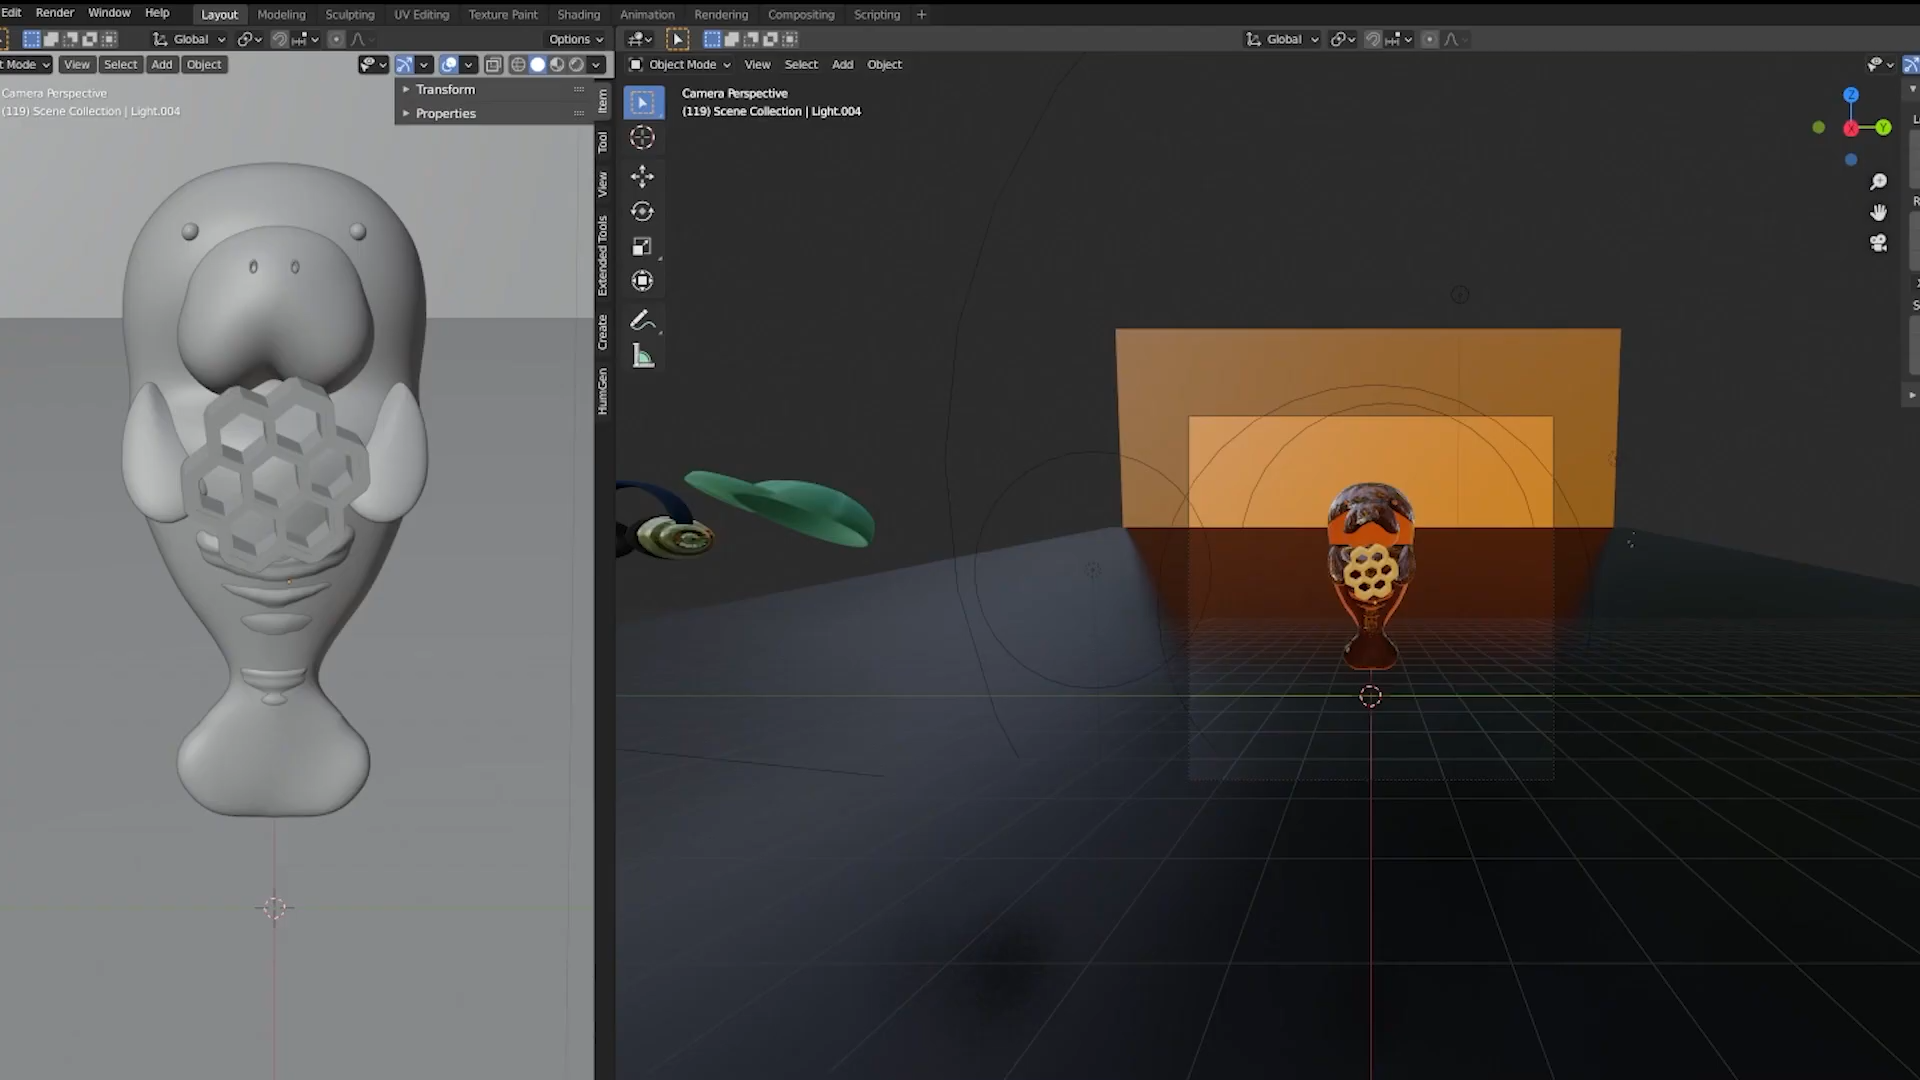 Edit Render Window Help Layout Modeling Sculpting UV Editing Texture Paint Shading Animation Rendering Compositing Scripting +
Global Options Global
t Mode View Select Add Object Object Mode View Select Add Object
Camera Perspective
(119) Scene Collection | Light.004
Transform
Properties
Item
Tool
View
Extended Tools
Create
HumGen
Camera Perspective
(119) Scene Collection | Light.004
Z
X
Y
L
R
S